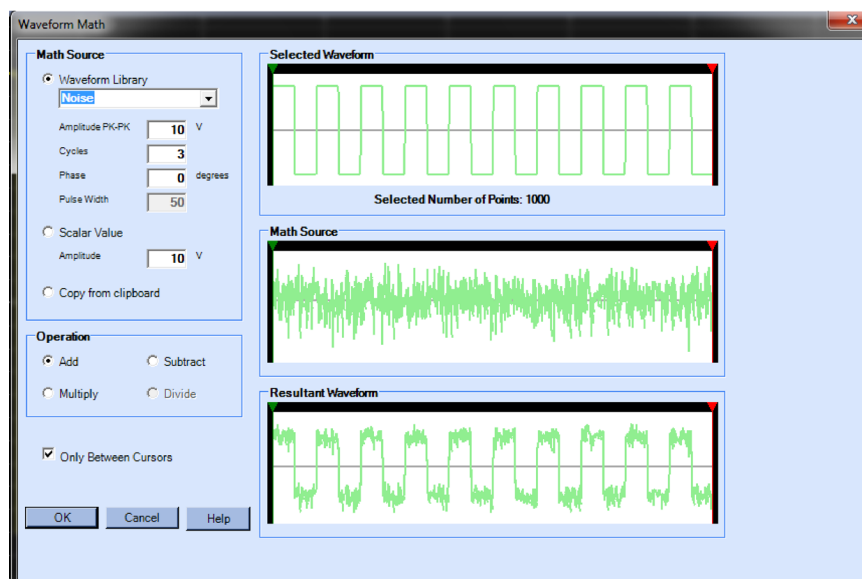 Waveform Math
x
Math Source
Waveform Library
Noise
Amplitude PK-PK 10 V
Cycles 3
Phase 0 degrees
Pulse Width 50
Scalar Value
Amplitude 10 V
Copy from clipboard
Operation
Add Subtract
Multiply Divide
Only Between Cursors
OK Cancel Help
Selected Waveform
Selected Number of Points: 1000
Math Source
Resultant Waveform